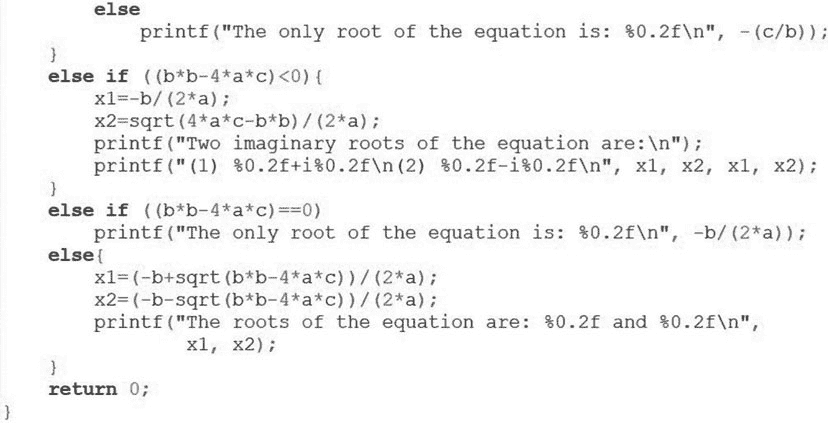 else
printf("The only root of the equation is: %0.2f\n", -(c/b));
}
else if ((b*b-4*a*c)<0){
x1=-b/(2*a);
x2=sqrt(4*a*c-b*b)/(2*a);
printf("Two imaginary roots of the equation are:\n");
printf("(1) %0.2f+i%0.2f\n(2) %0.2f-i%0.2f\n", x1, x2, x1, x2);
}
else if ((b*b-4*a*c)==0)
printf("The only root of the equation is: %0.2f\n", -b/(2*a));
else{
x1=(-b+sqrt(b*b-4*a*c))/(2*a);
x2=(-b-sqrt(b*b-4*a*c))/(2*a);
printf("The roots of the equation are: %0.2f and %0.2f\n",
x1, x2);
}
return 0;
}